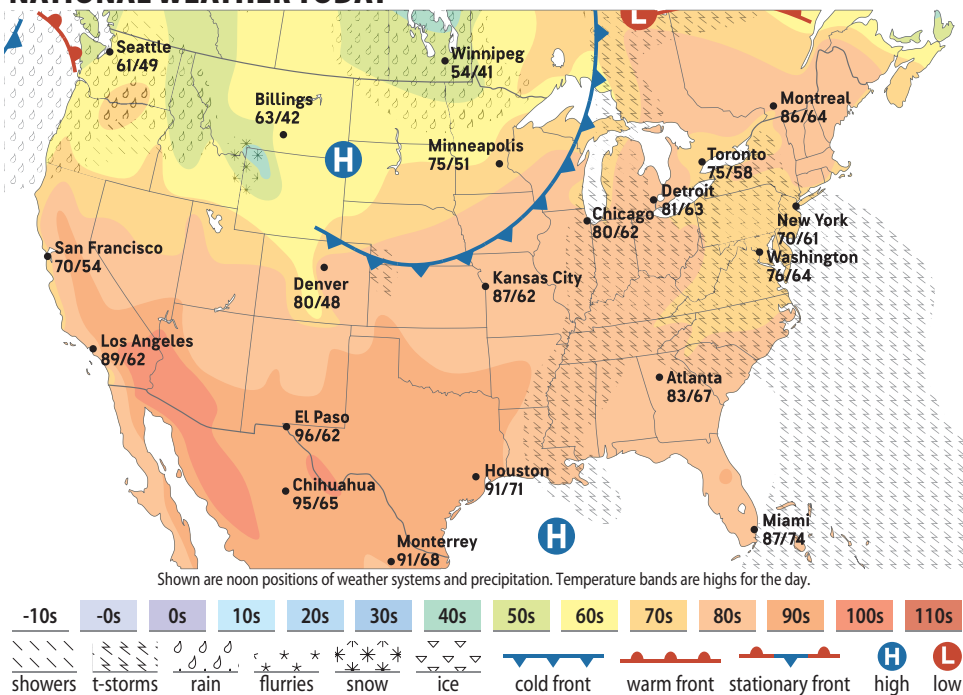 NATIONAL WEATHER TODAY
L
Seattle
61/49
Winnipeg
54/41
Billings
63/42
Montreal
86/64
Minneapolis
75/51
H
Toronto
75/58
Detroit
81/63
Chicago
80/62
New York
70/61
San Francisco
70/54
Washington
76/64
Denver
80/48
Kansas City
87/62
Los Angeles
89/62
Atlanta
83/67
El Paso
96/62
Houston
91/71
Chihuahua
95/65
H
Miami
87/74
Monterrey
91/68
Shown are noon positions of weather systems and precipitation. Temperature bands are highs for the day.
-10s -0s 0s 10s 20s 30s 40s 50s 60s 70s 80s 90s 100s 110s
H L
showers t-storms rain flurries snow ice cold front warm front stationary front high low